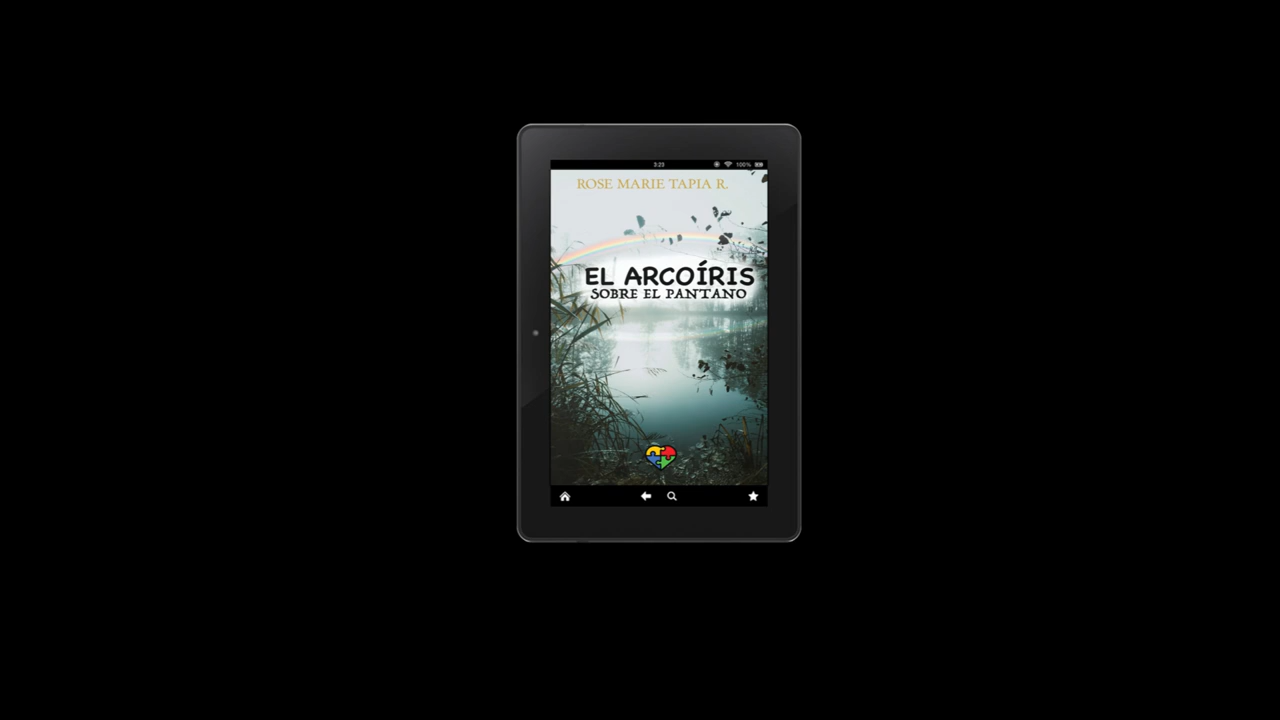 3:23
100%
ROSE MARIE TAPIA R.
EL ARCOÍRIS
SOBRE EL PANTANO